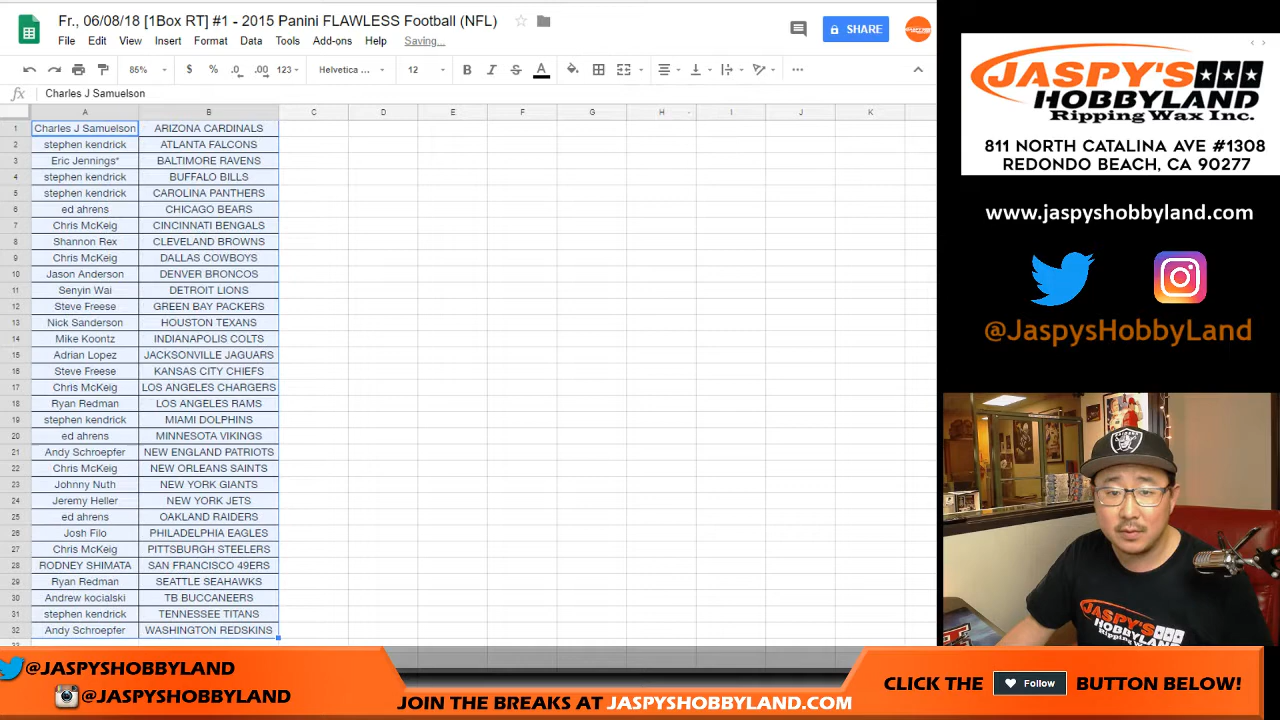 Fr., 06/08/18 [1Box RT] #1 - 2015 Panini FLAWLESS Football (NFL)
File Edit View Insert Format Data Tools Add-ons Help Saving...
SHARE
85% $ % .0 .00 123 Helvetica ... 12 B I S A
fx Charles J Samuelson
A B C D E F G H I J K
1 Charles J Samuelson ARIZONA CARDINALS
2 stephen kendrick ATLANTA FALCONS
3 Eric Jennings* BALTIMORE RAVENS
4 stephen kendrick BUFFALO BILLS
5 stephen kendrick CAROLINA PANTHERS
6 ed ahrens CHICAGO BEARS
7 Chris McKeig CINCINNATI BENGALS
8 Shannon Rex CLEVELAND BROWNS
9 Chris McKeig DALLAS COWBOYS
10 Jason Anderson DENVER BRONCOS
11 Senyin Wai DETROIT LIONS
12 Steve Freese GREEN BAY PACKERS
13 Nick Sanderson HOUSTON TEXANS
14 Mike Koontz INDIANAPOLIS COLTS
15 Adrian Lopez JACKSONVILLE JAGUARS
16 Steve Freese KANSAS CITY CHIEFS
17 Chris McKeig LOS ANGELES CHARGERS
18 Ryan Redman LOS ANGELES RAMS
19 stephen kendrick MIAMI DOLPHINS
20 ed ahrens MINNESOTA VIKINGS
21 Andy Schroepfer NEW ENGLAND PATRIOTS
22 Chris McKeig NEW ORLEANS SAINTS
23 Johnny Nuth NEW YORK GIANTS
24 Jeremy Heller NEW YORK JETS
25 ed ahrens OAKLAND RAIDERS
26 Josh Filo PHILADELPHIA EAGLES
27 Chris McKeig PITTSBURGH STEELERS
28 RODNEY SHIMATA SAN FRANCISCO 49ERS
29 Ryan Redman SEATTLE SEAHAWKS
30 Andrew kocialski TB BUCCANEERS
31 stephen kendrick TENNESSEE TITANS
32 Andy Schroepfer WASHINGTON REDSKINS
JASPY'S
HOBBYLAND
Ripping Wax Inc.
811 NORTH CATALINA AVE #1308
REDONDO BEACH, CA 90277
www.jaspyshobbyland.com
@JaspysHobbyLand
JASPY'S
HOBBYLAND
Ripping Wax
@JASPYSHOBBYLAND
@JASPYSHOBBYLAND
JOIN THE BREAKS AT JASPYSHOBBYLAND.COM
CLICK THE Follow BUTTON BELOW!